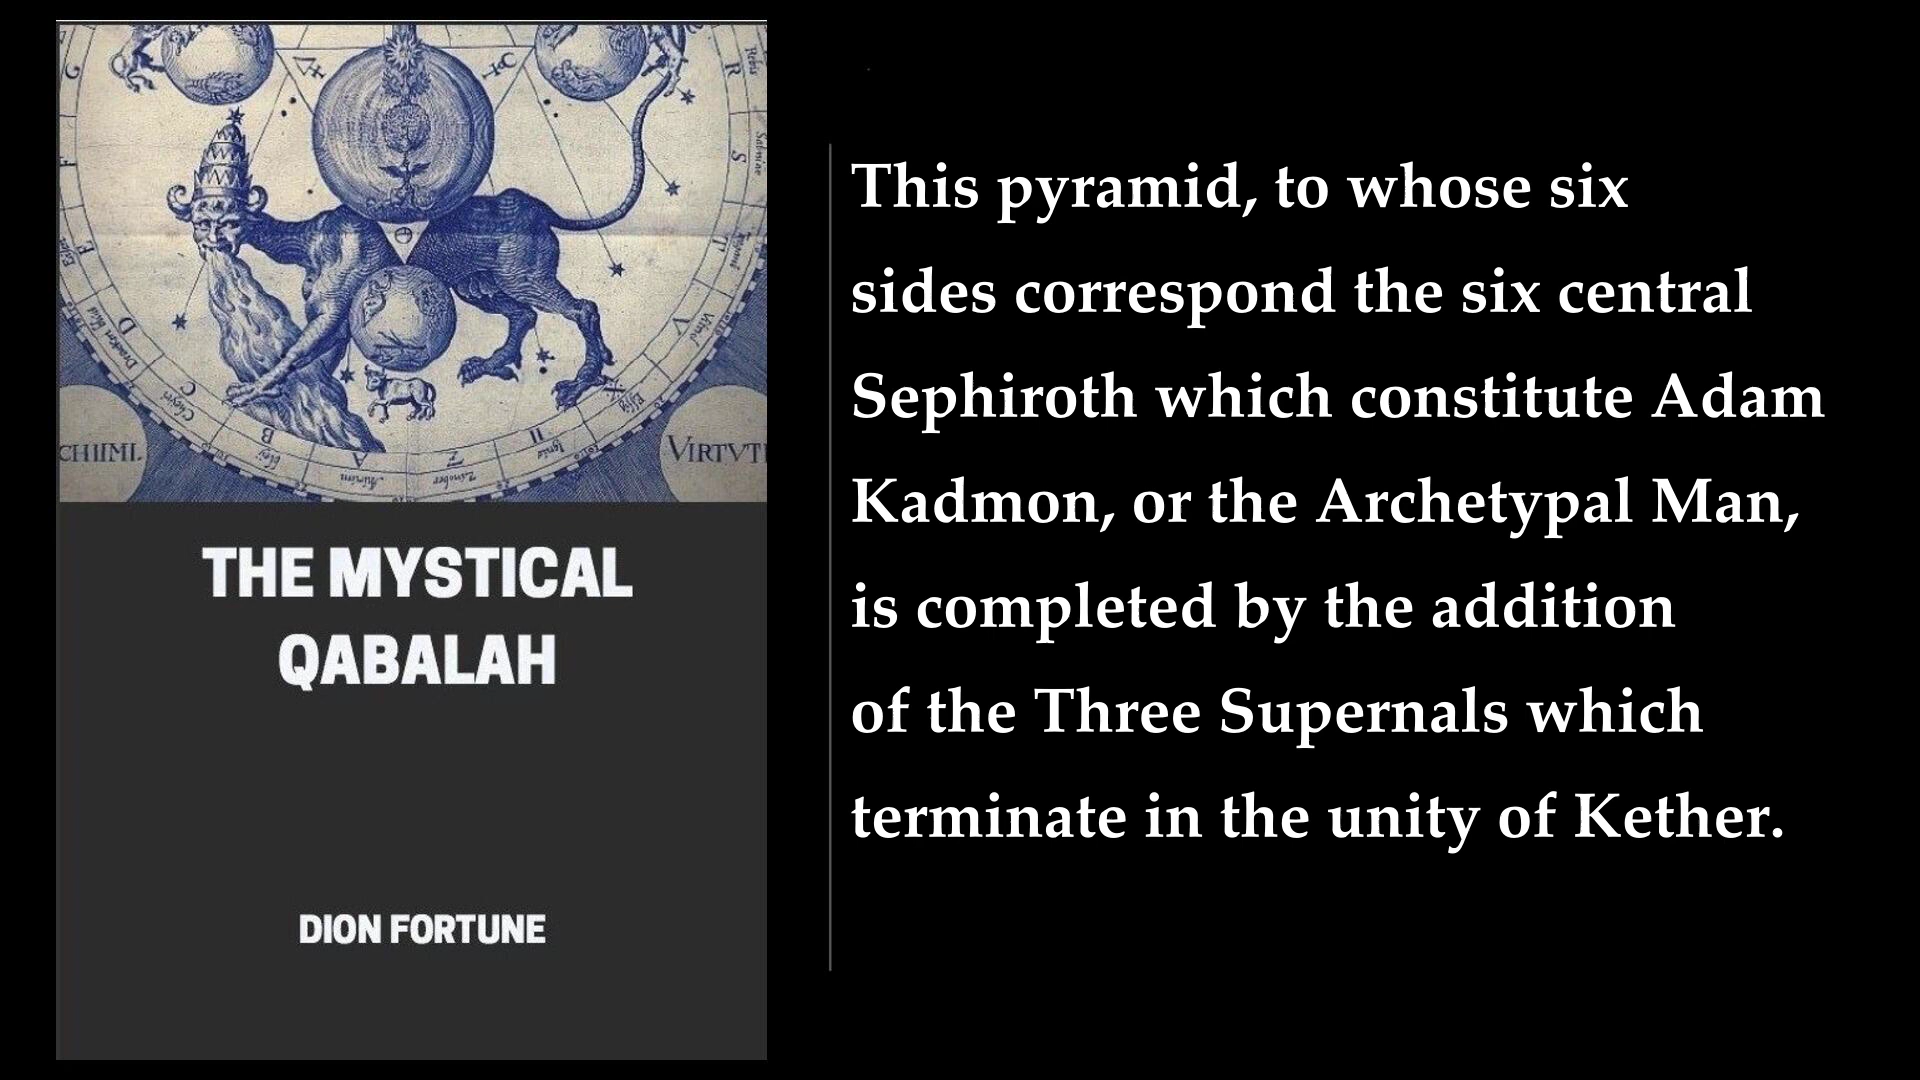 THE MYSTICAL
QABALAH
DION FORTUNE
CHIIMI.
VIRTVT
This pyramid, to whose six
sides correspond the six central
Sephiroth which constitute Adam
Kadmon, or the Archetypal Man,
is completed by the addition
of the Three Supernals which
terminate in the unity of Kether.